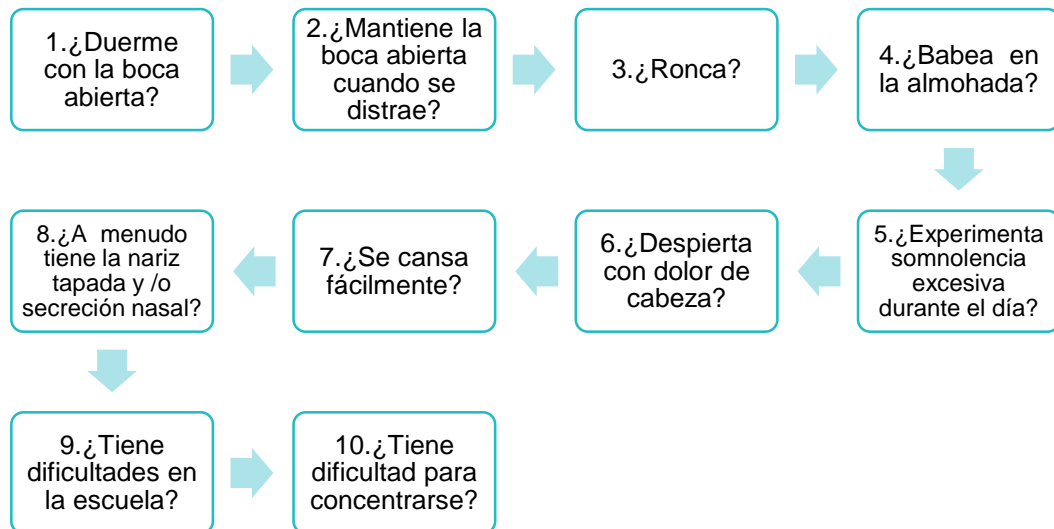 1.¿Duerme
con la boca
abierta?
2.¿Mantiene la
boca abierta
cuando se
distrae?
3.¿Ronca?
4.¿Babea en
la almohada?
5.¿Experimenta
somnolencia
excesiva
durante el día?
6.¿Despierta
con dolor de
cabeza?
7.¿Se cansa
fácilmente?
8.¿A menudo
tiene la nariz
tapada y /o
secreción nasal?
9.¿Tiene
dificultades en
la escuela?
10.¿Tiene
dificultad para
concentrarse?